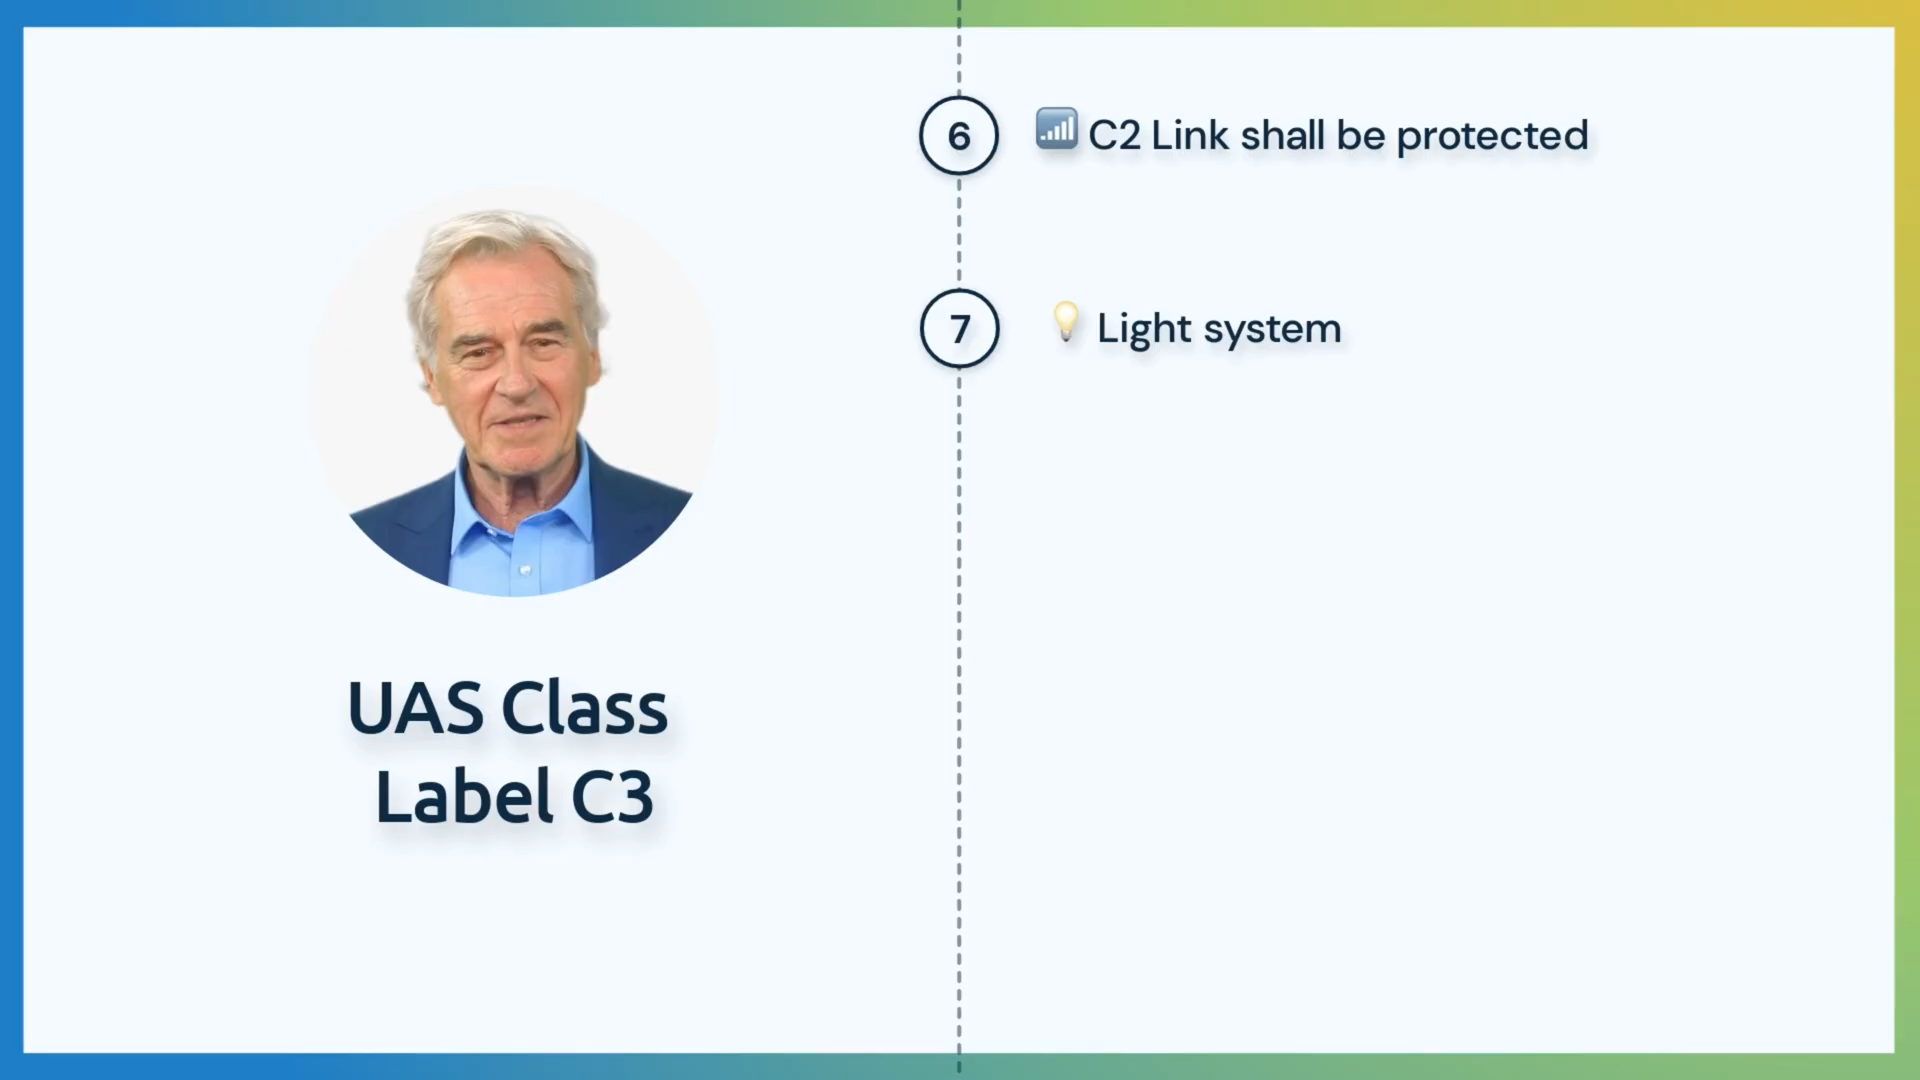 6
C2 Link shall be protected
7
Light system
UAS Class
Label C3